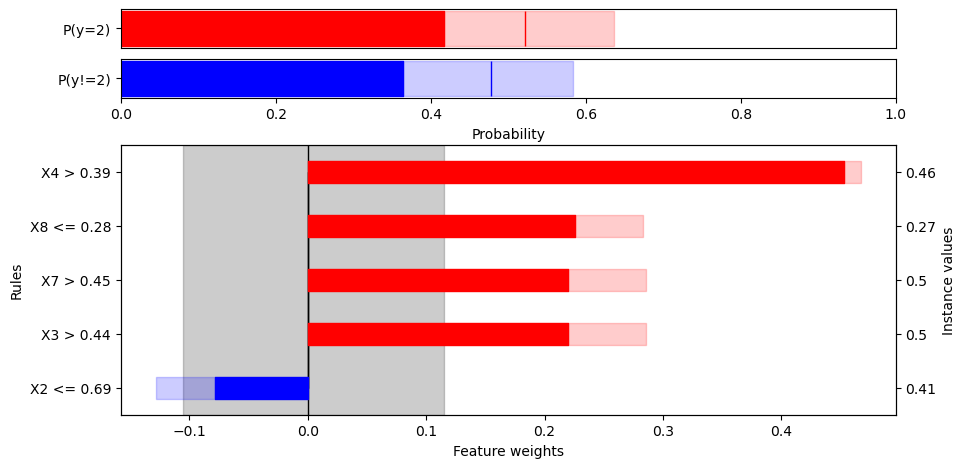 P(y=2)
P(y!=2)
0.0 0.2 0.4 0.6 0.8 1.0
Probability
X4 > 0.39 0.46
X8 <= 0.28 0.27
X7 > 0.45 0.5
X3 > 0.44 0.5
X2 <= 0.69 0.41
Rules
Instance values
−0.1 0.0 0.1 0.2 0.3 0.4
Feature weights